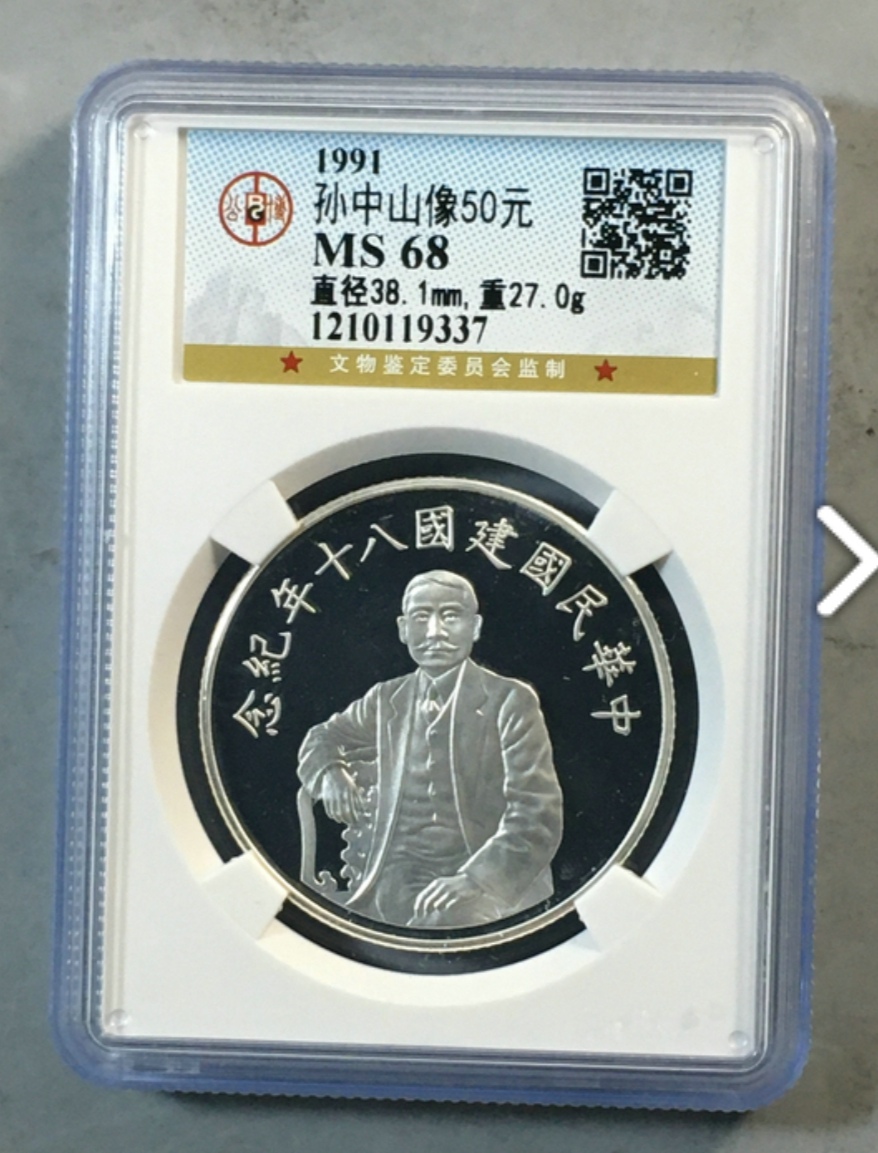 1991
孙中山像50元
MS 68
直径38.1mm,重27.0g
1210119337
文物鉴定委员会监制
中華民國建國八十年紀念